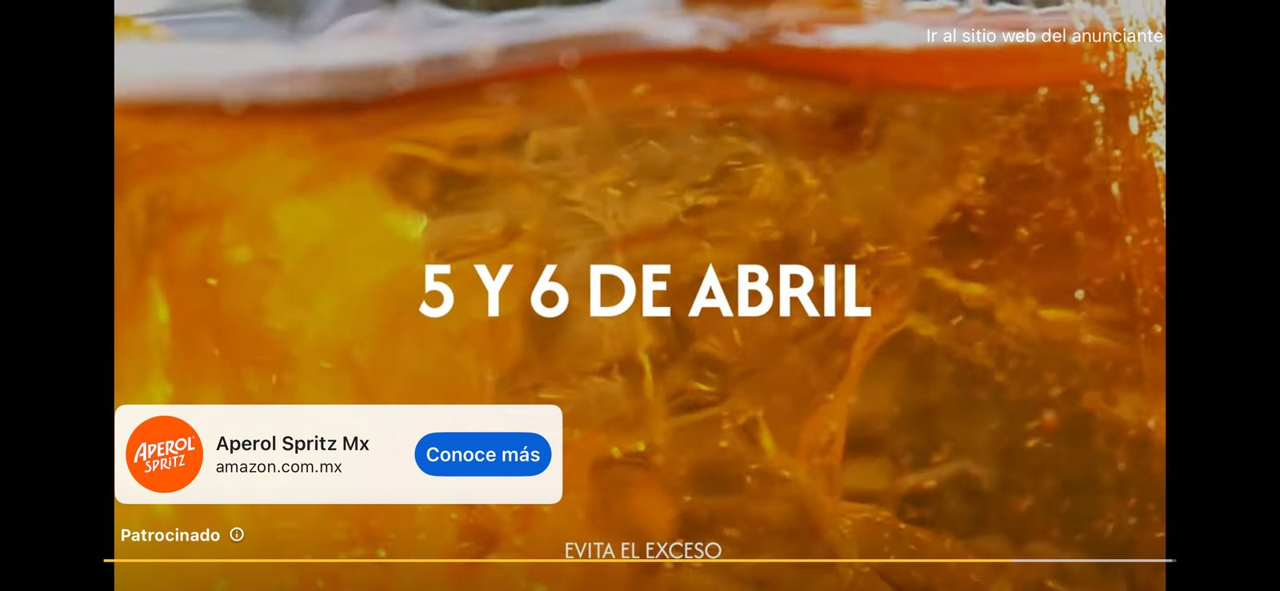 Ir al sitio web del anunciante
5 Y 6 DE ABRIL
APEROL
SPRITZ
Aperol Spritz Mx
amazon.com.mx
Conoce más
Patrocinado
EVITA EL EXCESO